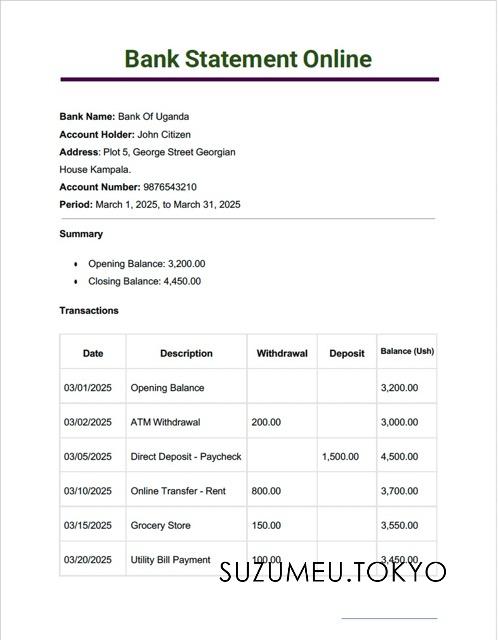 Bank Statement Online
Bank Name: Bank Of Uganda
Account Holder: John Citizen
Address: Plot 5, George Street Georgian
House Kampala.
Account Number: 9876543210
Period: March 1, 2025, to March 31, 2025
Summary
• Opening Balance: 3,200.00
• Closing Balance: 4,450.00
Transactions
Date Description Withdrawal Deposit Balance (Ush)
03/01/2025 Opening Balance 3,200.00
03/02/2025 ATM Withdrawal 200.00 3,000.00
03/05/2025 Direct Deposit - Paycheck 1,500.00 4,500.00
03/10/2025 Online Transfer - Rent 800.00 3,700.00
03/15/2025 Grocery Store 150.00 3,550.00
03/20/2025 Utility Bill Payment 100.00 3,450.00
SUZUMEU.TOKYO